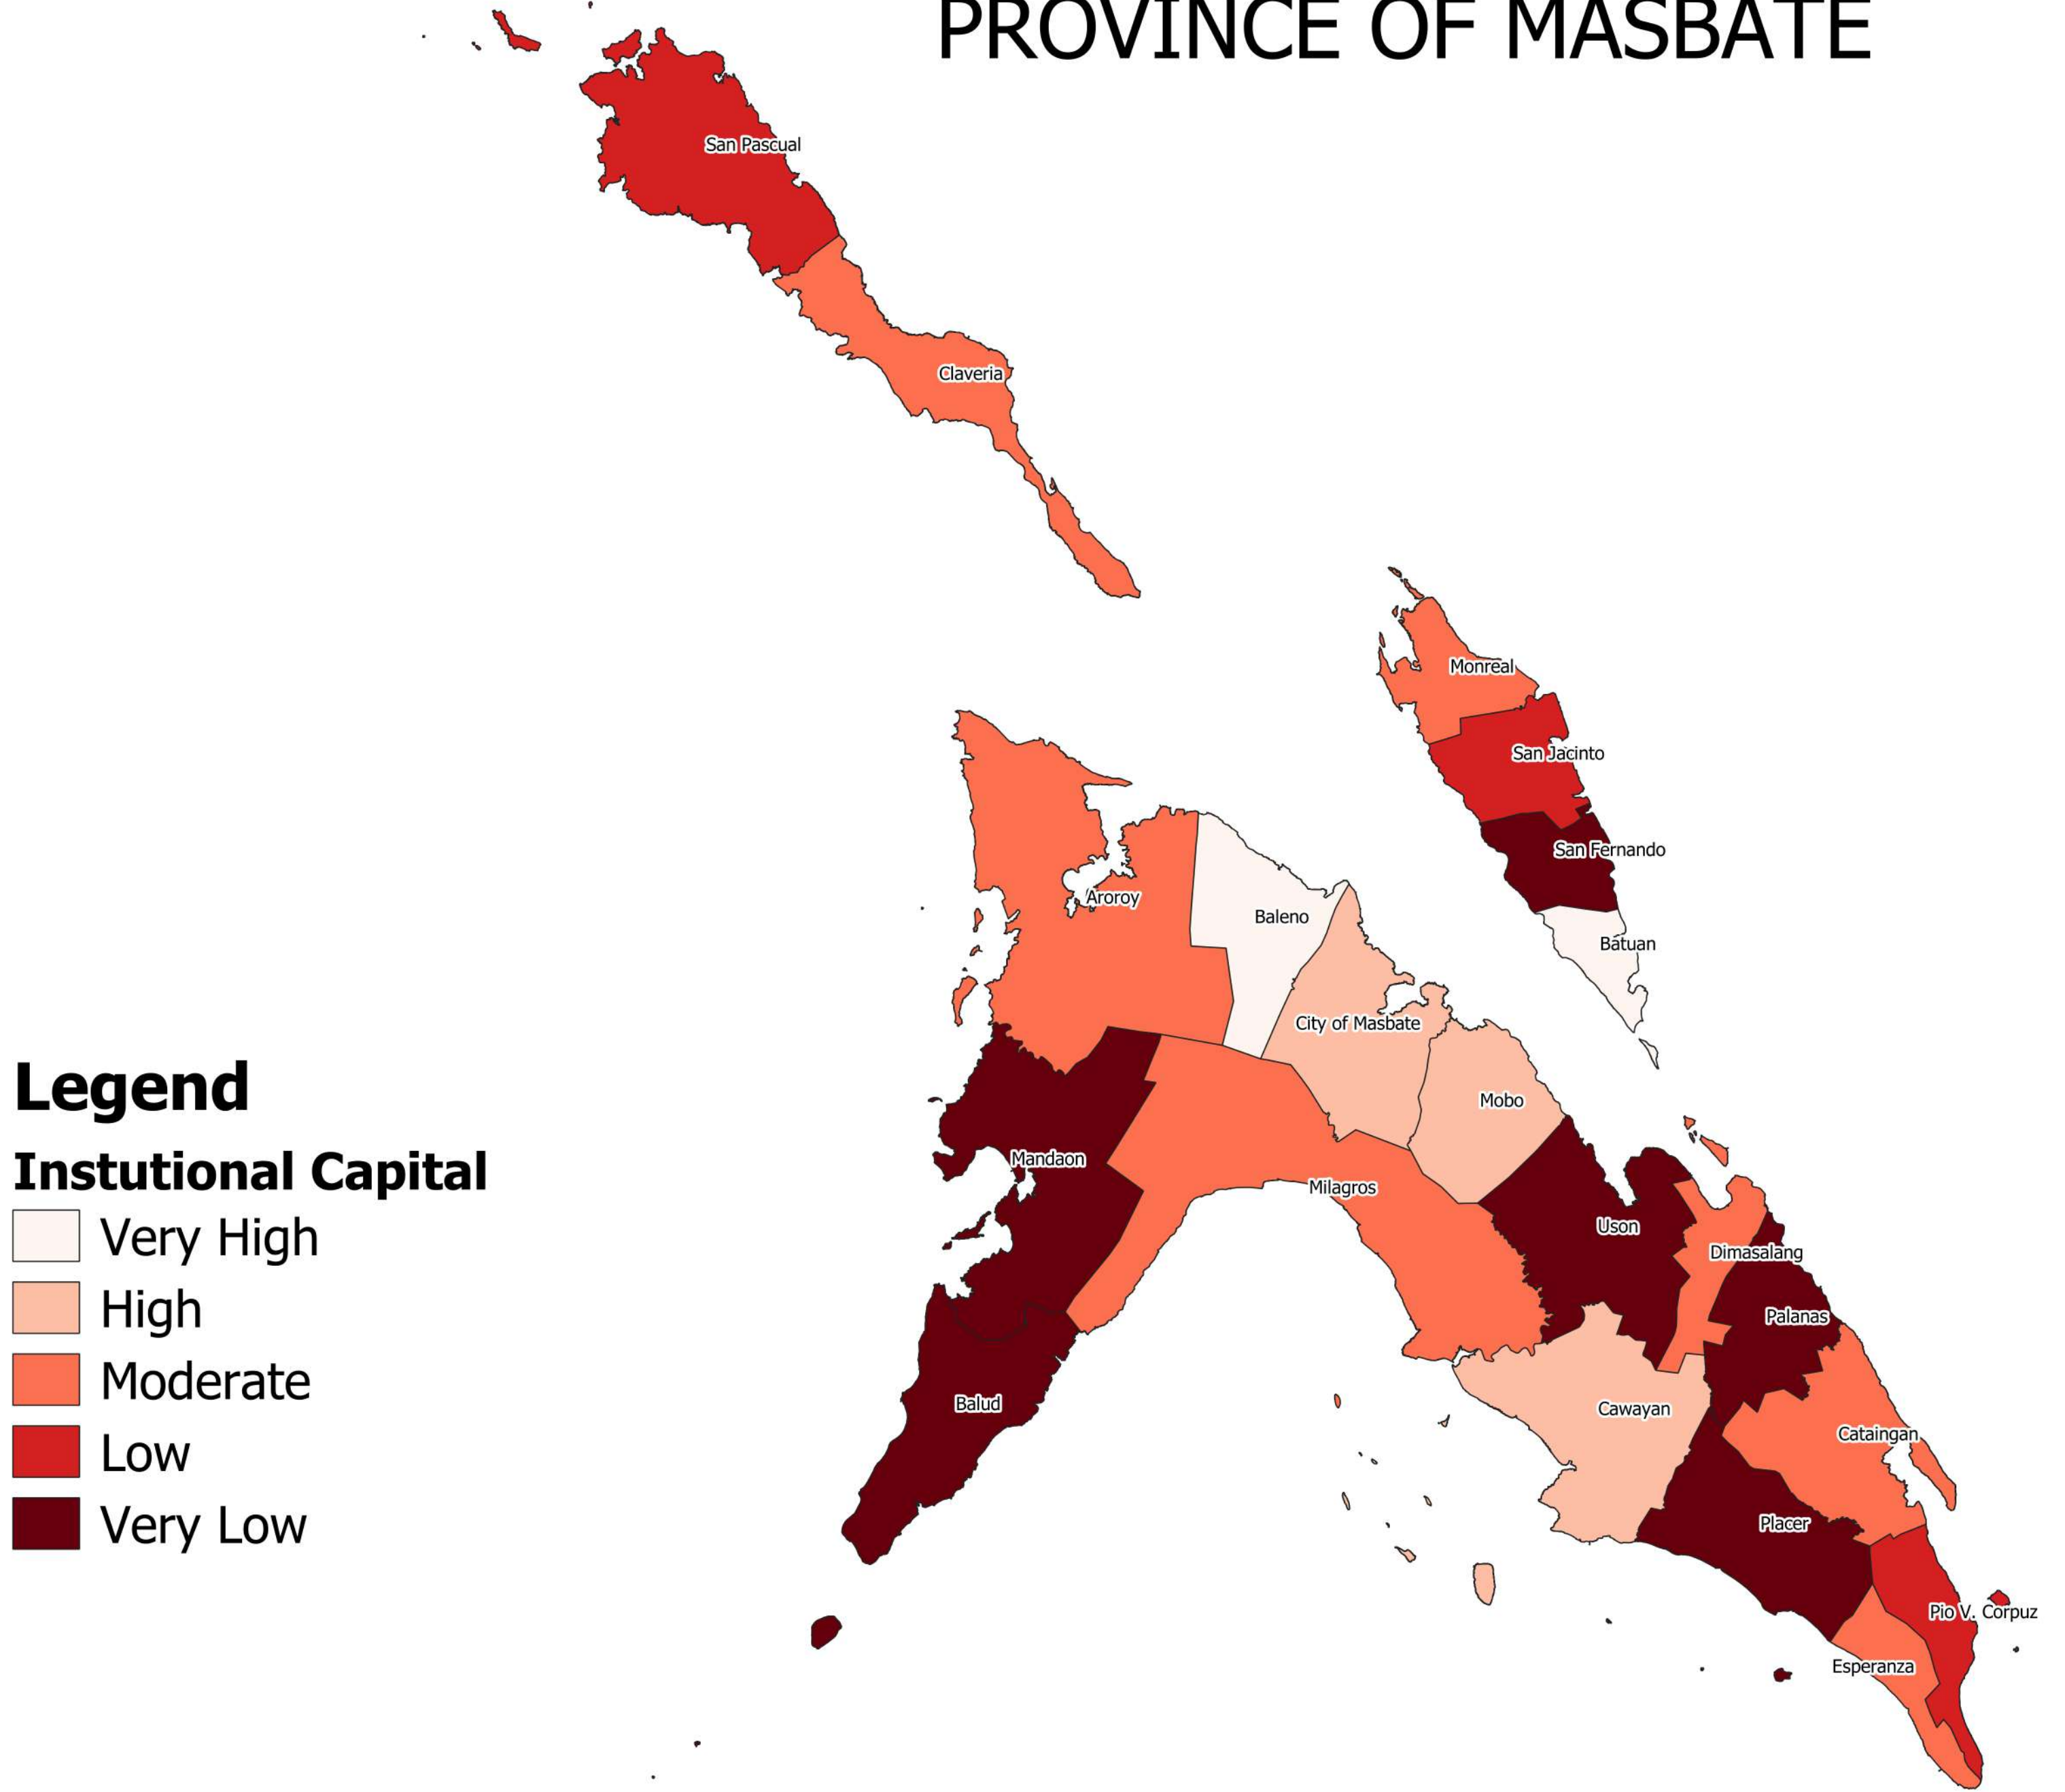 PROVINCE OF MASBATE
San Pascual
Claveria
Monreal
San Jacinto
San Fernando
Batuan
Aroroy
Baleno
City of Masbate
Mobo
Mandaon
Milagros
Uson
Dimasalang
Palanas
Balud
Cawayan
Cataingan
Placer
Pio V. Corpuz
Esperanza
Legend
Instutional Capital
Very High
High
Moderate
Low
Very Low